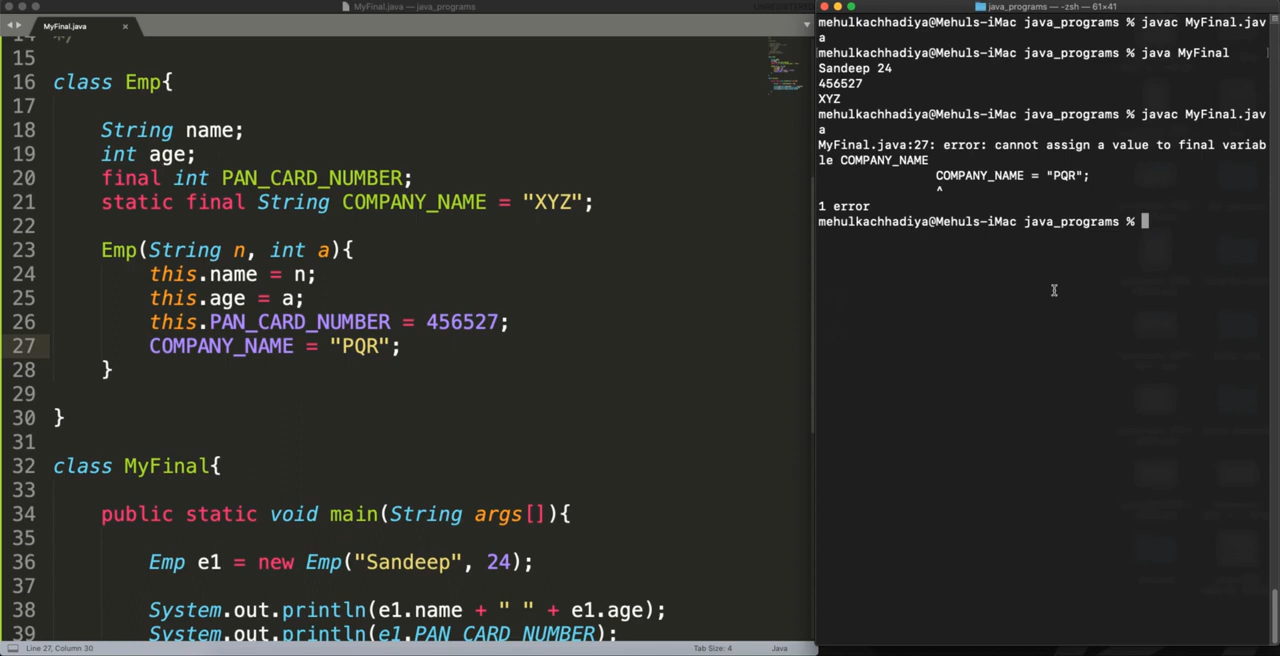 MyFinal.java — java_programs
UNREGISTERED
MyFinal.java
14 */
15
16 class Emp{
17
18 String name;
19 int age;
20 final int PAN_CARD_NUMBER;
21 static final String COMPANY_NAME = "XYZ";
22
23 Emp(String n, int a){
24 this.name = n;
25 this.age = a;
26 this.PAN_CARD_NUMBER = 456527;
27 COMPANY_NAME = "PQR";
28 }
29
30 }
31
32 class MyFinal{
33
34 public static void main(String args[]){
35
36 Emp e1 = new Emp("Sandeep", 24);
37
38 System.out.println(e1.name + " " + e1.age);
39 System.out.println(e1.PAN_CARD_NUMBER);
Line 27, Column 30
Tab Size: 4
Java
java_programs — -zsh — 61×41
mehulkachhadiya@Mehuls-iMac java_programs % javac MyFinal.jav
a
mehulkachhadiya@Mehuls-iMac java_programs % java MyFinal
Sandeep 24
456527
XYZ
mehulkachhadiya@Mehuls-iMac java_programs % javac MyFinal.jav
a
MyFinal.java:27: error: cannot assign a value to final variab
le COMPANY_NAME
COMPANY_NAME = "PQR";
^
1 error
mehulkachhadiya@Mehuls-iMac java_programs %